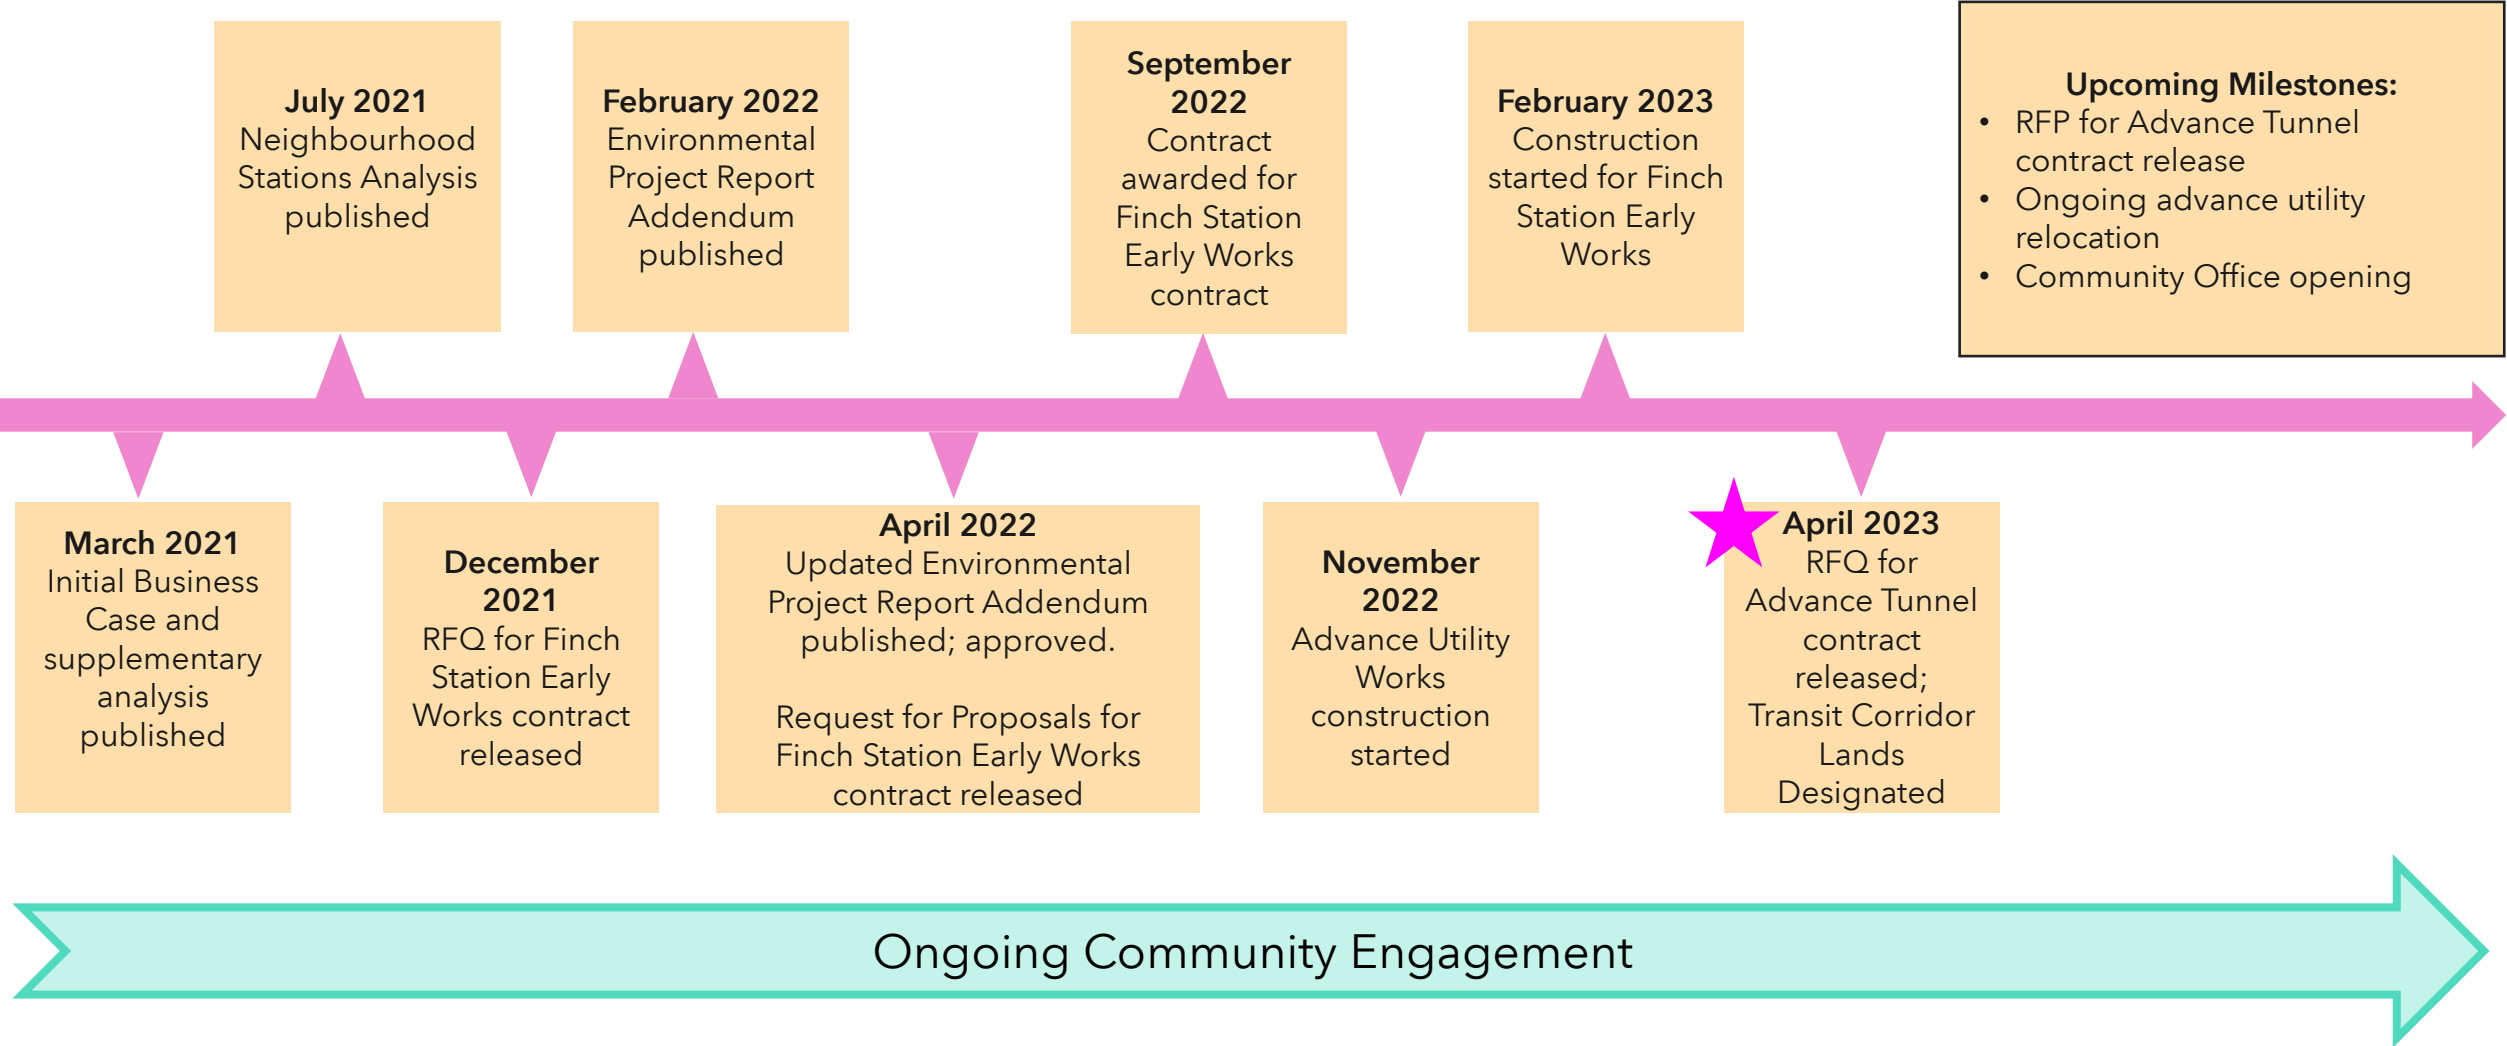 July 2021
Neighbourhood
Stations Analysis
published
February 2022
Environmental
Project Report
Addendum
published
September
2022
Contract
awarded for
Finch Station
Early Works
contract
February 2023
Construction
started for Finch
Station Early
Works
Upcoming Milestones:
• RFP for Advance Tunnel
contract release
• Ongoing advance utility
relocation
• Community Office opening
March 2021
Initial Business
Case and
supplementary
analysis
published
December
2021
RFQ for Finch
Station Early
Works contract
released
April 2022
Updated Environmental
Project Report Addendum
published; approved.
Request for Proposals for
Finch Station Early Works
contract released
November
2022
Advance Utility
Works
construction
started
April 2023
RFQ for
Advance Tunnel
contract
released;
Transit Corridor
Lands
Designated
Ongoing Community Engagement